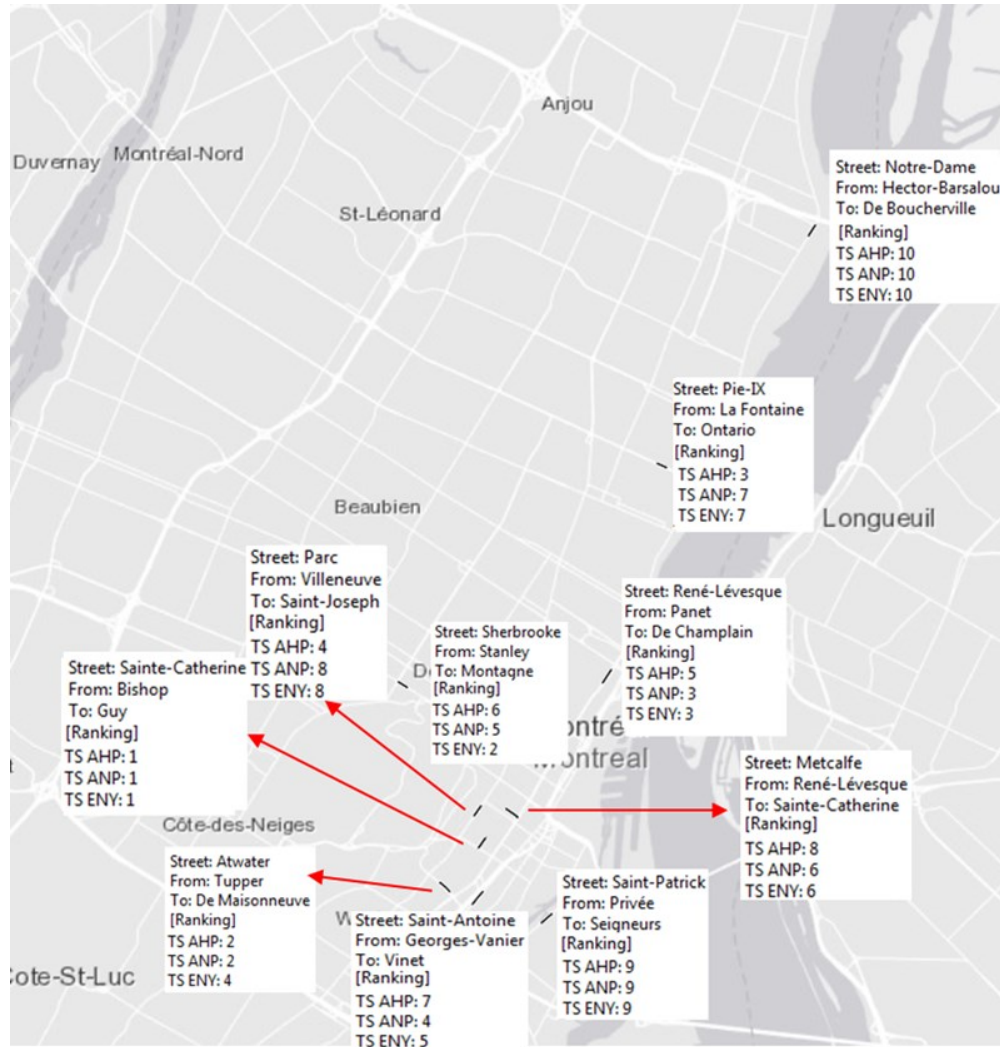 Anjou
Duvernay
Montréal-Nord
St-Léonard
Street: Notre-Dame
From: Hector-Barsalou
To: De Boucherville
[Ranking]
TS AHP: 10
TS ANP: 10
TS ENY: 10
Street: Pie-IX
From: La Fontaine
To: Ontario
[Ranking]
TS AHP: 3
TS ANP: 7
TS ENY: 7
Beaubien
Longueuil
Street: Parc
From: Villeneuve
To: Saint-Joseph
[Ranking]
TS AHP: 4
TS ANP: 8
TS ENY: 8
Street: René-Lévesque
From: Panet
To: De Champlain
[Ranking]
TS AHP: 5
TS ANP: 3
TS ENY: 3
Street: Sherbrooke
From: Stanley
To: Montagne
[Ranking]
TS AHP: 6
TS ANP: 5
TS ENY: 2
Street: Sainte-Catherine
From: Bishop
To: Guy
[Ranking]
TS AHP: 1
TS ANP: 1
TS ENY: 1
Montreal
Street: Metcalfe
From: René-Lévesque
To: Sainte-Catherine
[Ranking]
TS AHP: 8
TS ANP: 6
TS ENY: 6
Côte-des-Neiges
Street: Atwater
From: Tupper
To: De Maisonneuve
[Ranking]
TS AHP: 2
TS ANP: 2
TS ENY: 4
Street: Saint-Antoine
From: Georges-Vanier
To: Vinet
[Ranking]
TS AHP: 7
TS ANP: 4
TS ENY: 5
Street: Saint-Patrick
From: Privée
To: Seigneurs
[Ranking]
TS AHP: 9
TS ANP: 9
TS ENY: 9
ote-St-Luc